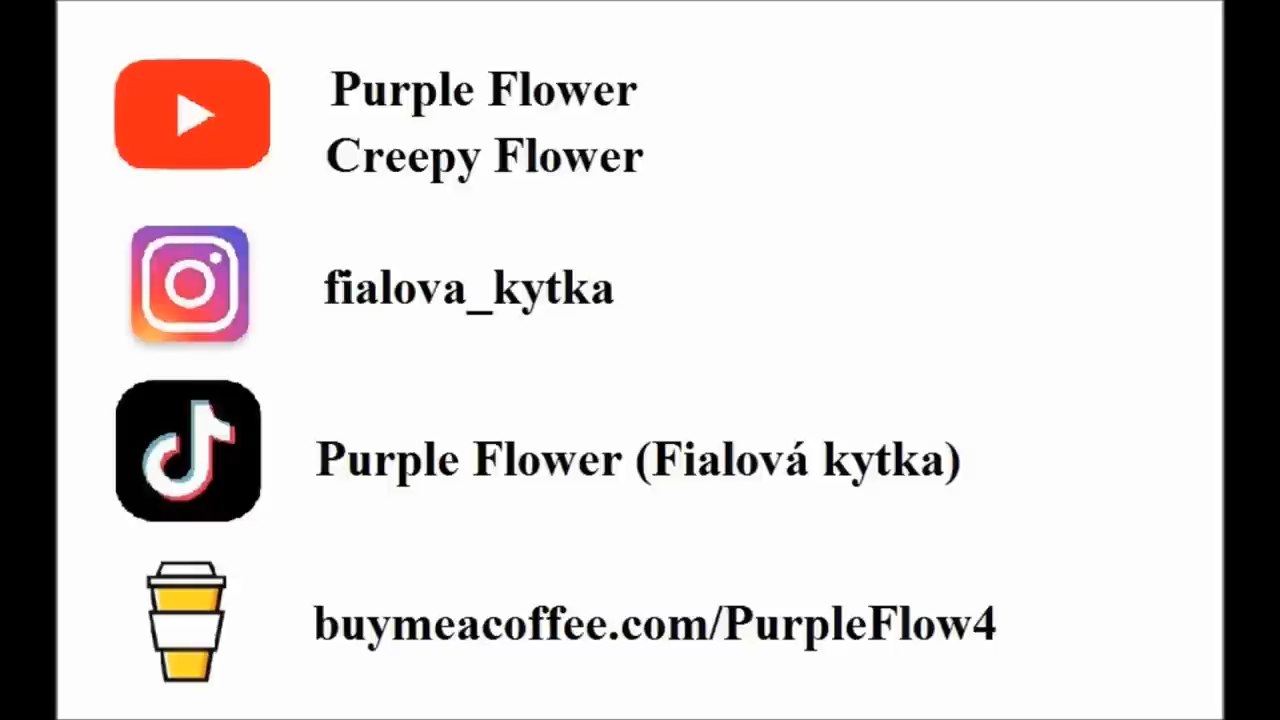 Purple Flower
Creepy Flower
fialova_kytka
Purple Flower (Fialová kytka)
buymeacoffee.com/PurpleFlow4